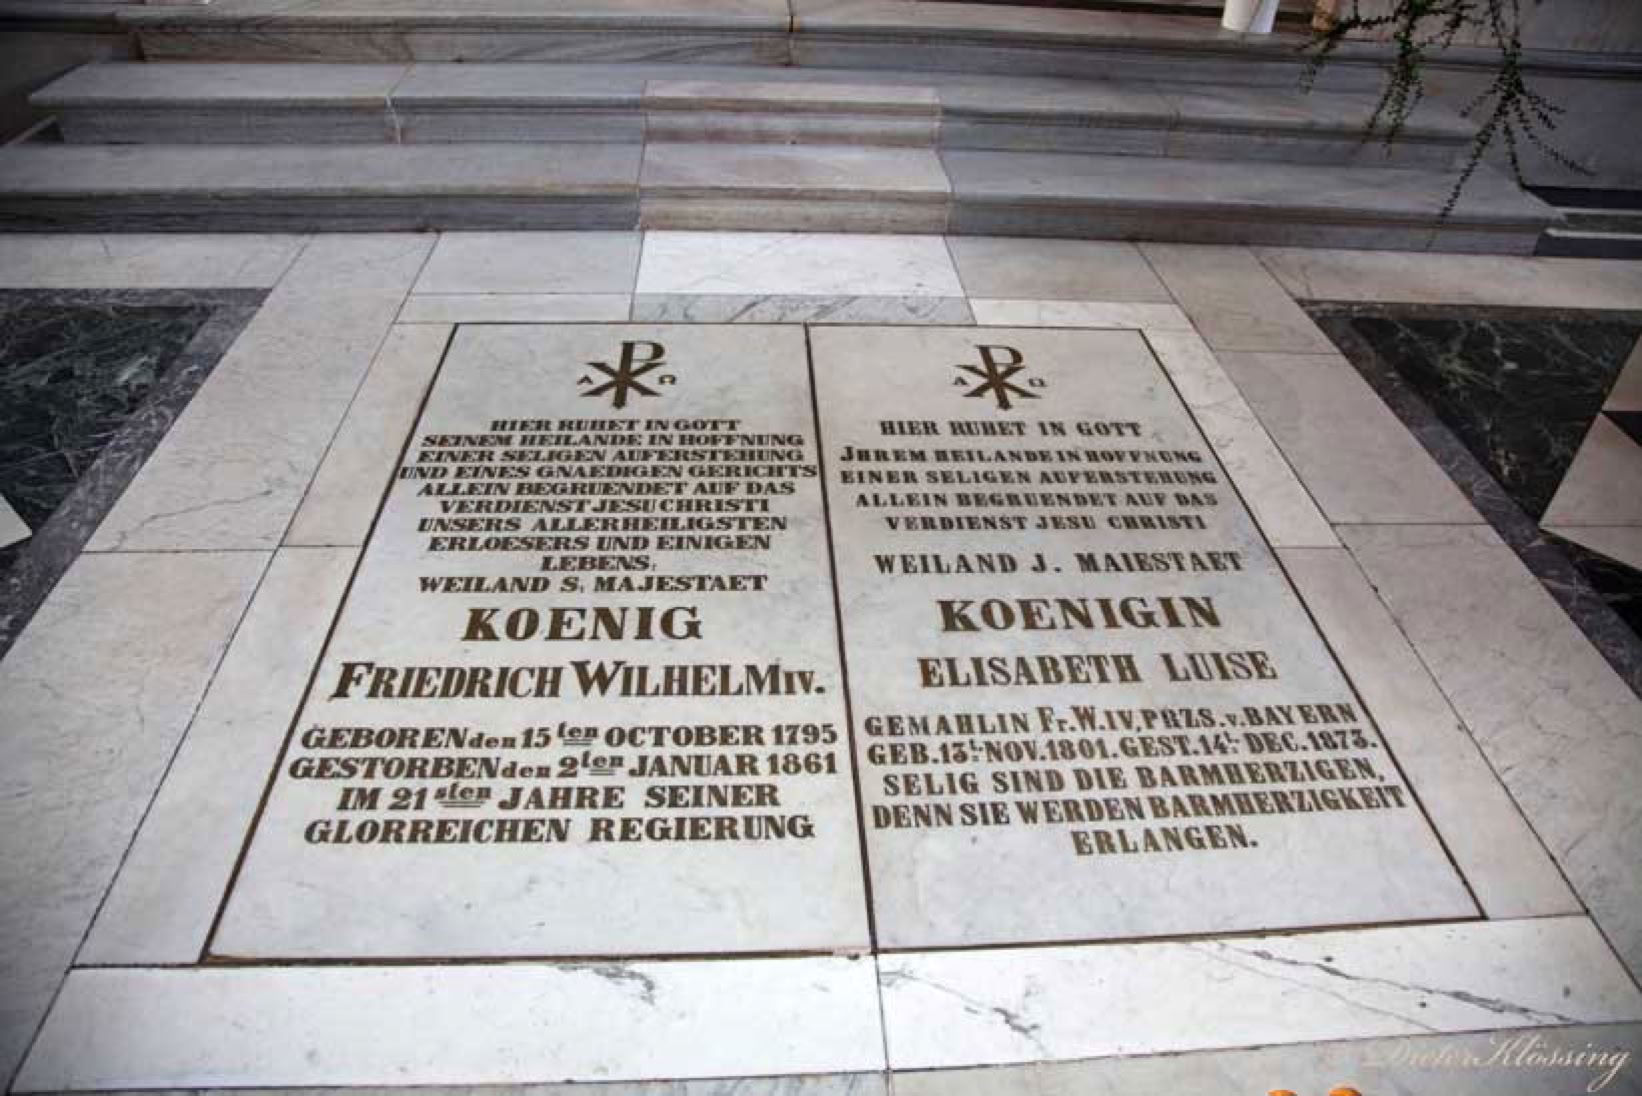 Α Ω
HIER RUHET IN GOTT
SEINEM HEILANDE IN HOFFNUNG
EINER SELIGEN AUFERSTEHUNG
UND EINES GNAEDIGEN GERICHTS
ALLEIN BEGRUENDET AUF DAS
VERDIENST JESU CHRISTI
UNSERS ALLERHEILIGSTEN
ERLOESERS UND EINIGEN
LEBENS.
WEILAND S. MAJESTAET
KOENIG
FRIEDRICH WILHELM IV.
GEBOREN den 15ten OCTOBER 1795
GESTORBEN den 2ten JANUAR 1861
IM 21sten JAHRE SEINER
GLORREICHEN REGIERUNG
Α Ω
HIER RUHET IN GOTT
JHREM HEILANDE IN HOFFNUNG
EINER SELIGEN AUFERSTEHUNG
ALLEIN BEGRUENDET AUF DAS
VERDIENST JESU CHRISTI
WEILAND J. MAIESTAET
KOENIGIN
ELISABETH LUISE
GEMAHLIN Fr.W.IV, PRZS. v. BAYERN
GEB. 13t. NOV. 1801. GEST. 14t. DEC. 1873.
SELIG SIND DIE BARMHERZIGEN,
DENN SIE WERDEN BARMHERZIGKEIT
ERLANGEN.
Dieter Klössing